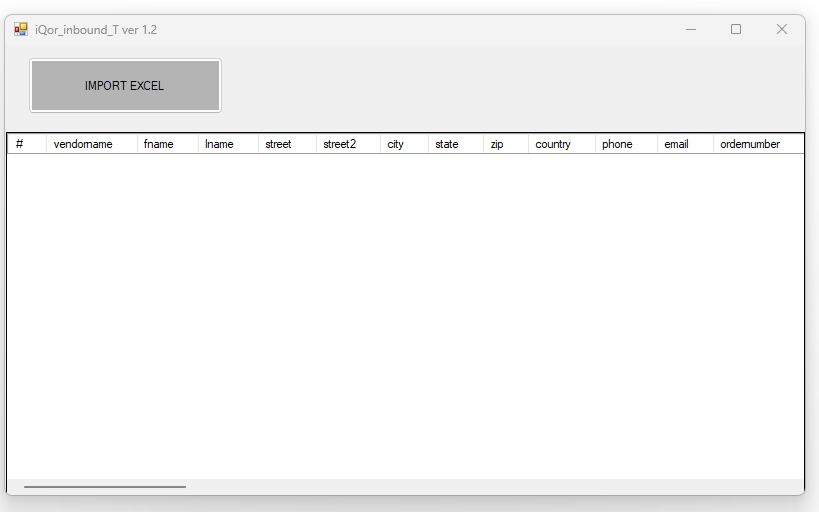 iQor_inbound_T ver 1.2
IMPORT EXCEL
# vendorname fname lname street street2 city state zip country phone email ordernumber